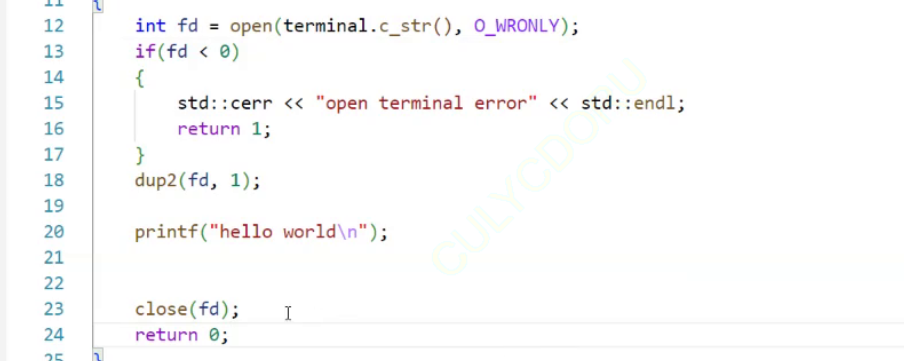 11 {
12 int fd = open(terminal.c_str(), O_WRONLY);
13 if(fd < 0)
14 {
15 std::cerr << "open terminal error" << std::endl;
16 return 1;
17 }
18 dup2(fd, 1);
19
20 printf("hello world\n");
21
22
23 close(fd);
24 return 0;
25 }